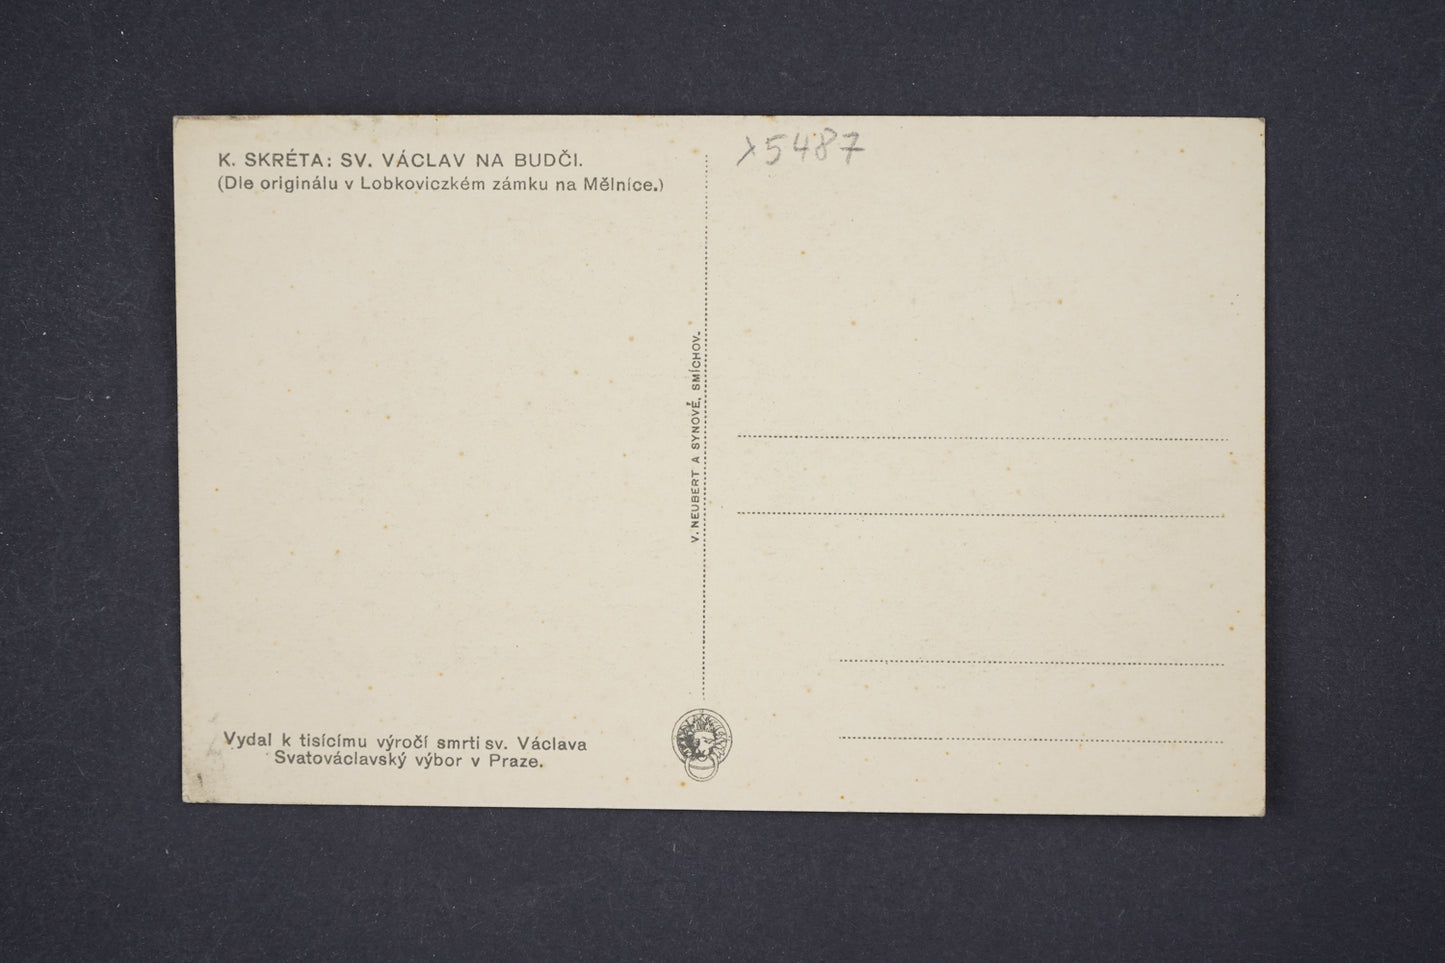 K. SKRÉTA: SV. VÁCLAV NA BUDČI.
(Dle originálu v Lobkoviczkém zámku na Mělníce.)
x5487
V. NEUBERT A SYNOVÉ, SMÍCHOV.
Vydal k tisícímu výročí smrti sv. Václava
Svatováclavský výbor v Praze.